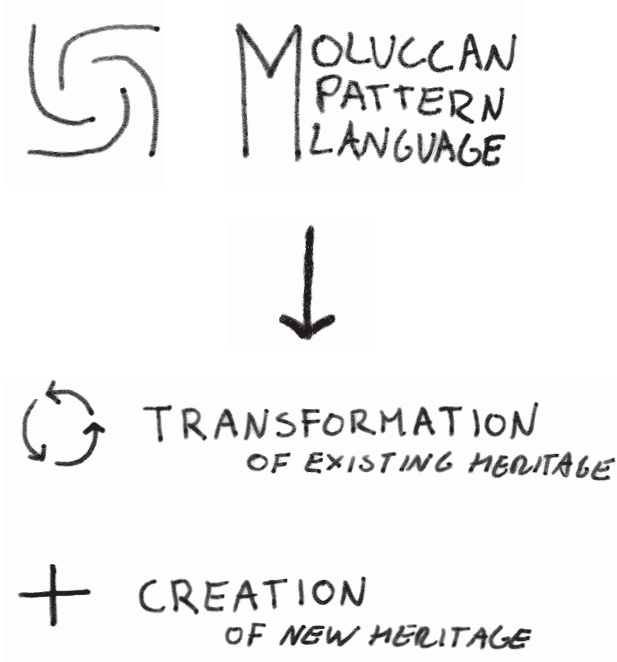 MOLUCCAN
PATTERN
LANGUAGE
TRANSFORMATION
OF EXISTING HERITAGE
CREATION
OF NEW HERITAGE